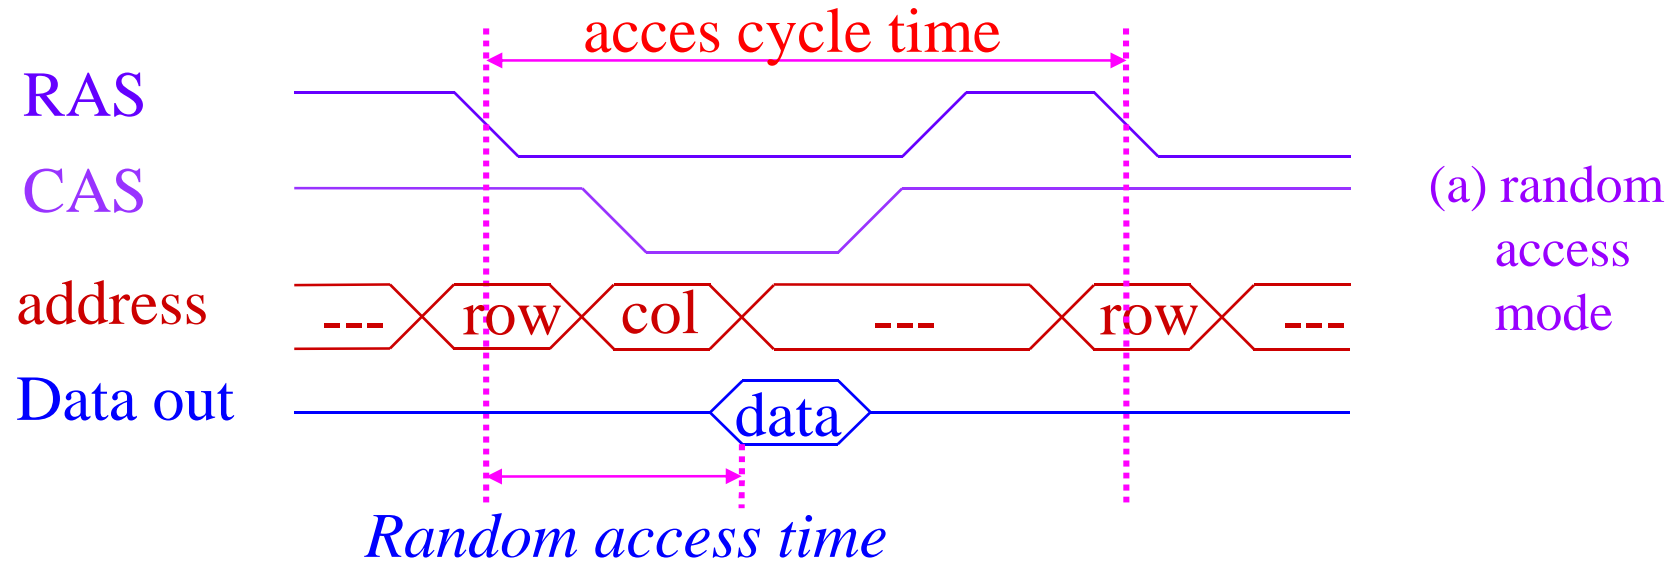 acces cycle time
RAS
CAS
(a) random
access
mode
address --- row col --- row ---
Data out data
Random access time